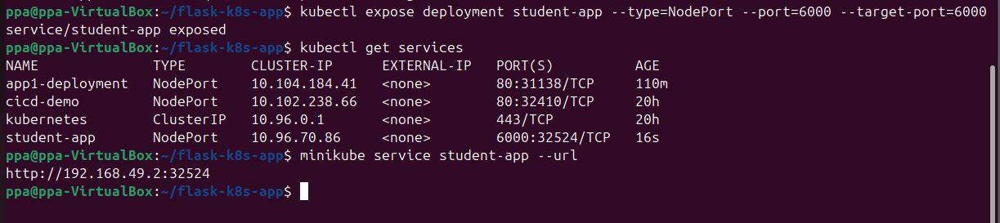 ppa@ppa-VirtualBox:~/flask-k8s-app$ kubectl expose deployment student-app --type=NodePort --port=6000 --target-port=6000
service/student-app exposed
ppa@ppa-VirtualBox:~/flask-k8s-app$ kubectl get services
NAME TYPE CLUSTER-IP EXTERNAL-IP PORT(S) AGE
app1-deployment NodePort 10.104.184.41 <none> 80:31138/TCP 110m
cicd-demo NodePort 10.102.238.66 <none> 80:32410/TCP 20h
kubernetes ClusterIP 10.96.0.1 <none> 443/TCP 20h
student-app NodePort 10.96.70.86 <none> 6000:32524/TCP 16s
ppa@ppa-VirtualBox:~/flask-k8s-app$ minikube service student-app --url
http://192.168.49.2:32524
ppa@ppa-VirtualBox:~/flask-k8s-app$